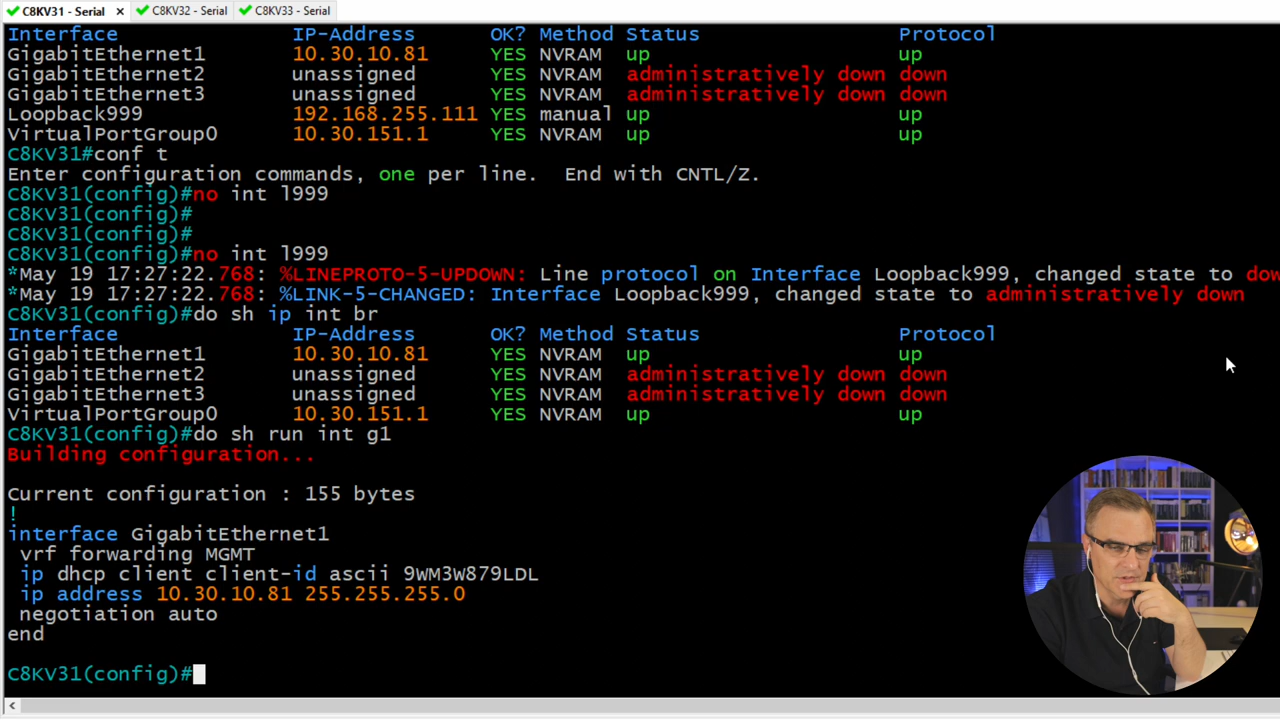 C8KV31 - Serial × C8KV32 - Serial C8KV33 - Serial
Interface IP-Address OK? Method Status Protocol
GigabitEthernet1 10.30.10.81 YES NVRAM up up
GigabitEthernet2 unassigned YES NVRAM administratively down down
GigabitEthernet3 unassigned YES NVRAM administratively down down
Loopback999 192.168.255.111 YES manual up up
VirtualPortGroup0 10.30.151.1 YES NVRAM up up
C8KV31#conf t
Enter configuration commands, one per line. End with CNTL/Z.
C8KV31(config)#no int l999
C8KV31(config)#
C8KV31(config)#
C8KV31(config)#no int l999
*May 19 17:27:22.768: %LINEPROTO-5-UPDOWN: Line protocol on Interface Loopback999, changed state to dow
*May 19 17:27:22.768: %LINK-5-CHANGED: Interface Loopback999, changed state to administratively down
C8KV31(config)#do sh ip int br
Interface IP-Address OK? Method Status Protocol
GigabitEthernet1 10.30.10.81 YES NVRAM up up
GigabitEthernet2 unassigned YES NVRAM administratively down down
GigabitEthernet3 unassigned YES NVRAM administratively down down
VirtualPortGroup0 10.30.151.1 YES NVRAM up up
C8KV31(config)#do sh run int g1
Building configuration...
Current configuration : 155 bytes
!
interface GigabitEthernet1
vrf forwarding MGMT
ip dhcp client client-id ascii 9WM3W879LDL
ip address 10.30.10.81 255.255.255.0
negotiation auto
end
C8KV31(config)#